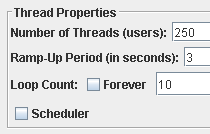 Thread Properties
Number of Threads (users): 250
Ramp-Up Period (in seconds): 3
Loop Count: Forever 10
Scheduler